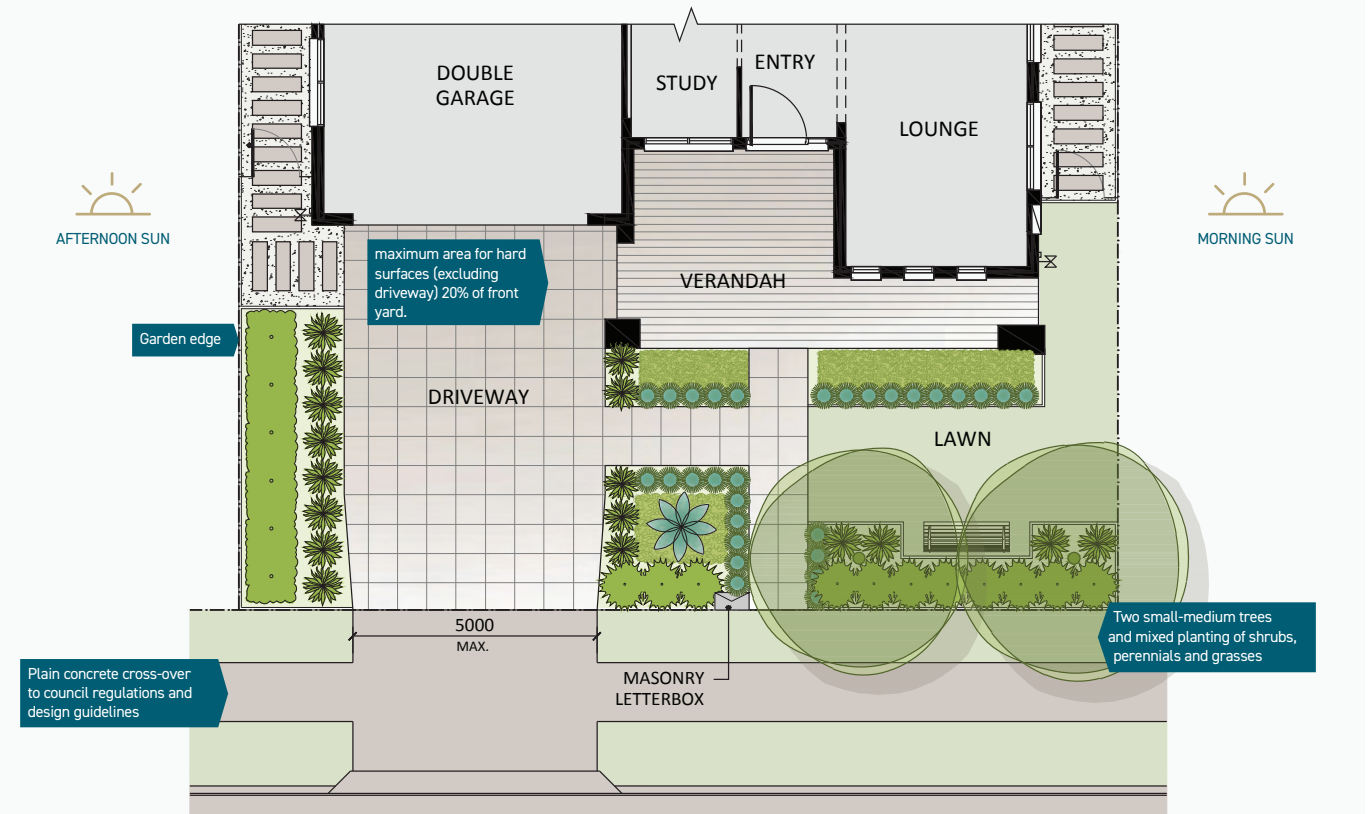 DOUBLE
GARAGE
STUDY
ENTRY
LOUNGE
AFTERNOON SUN
MORNING SUN
maximum area for hard
surfaces (excluding
driveway) 20% of front
yard.
VERANDAH
Garden edge
DRIVEWAY
LAWN
5000
MAX.
MASONRY
LETTERBOX
Two small-medium trees
and mixed planting of shrubs,
perennials and grasses
Plain concrete cross-over
to council regulations and
design guidelines